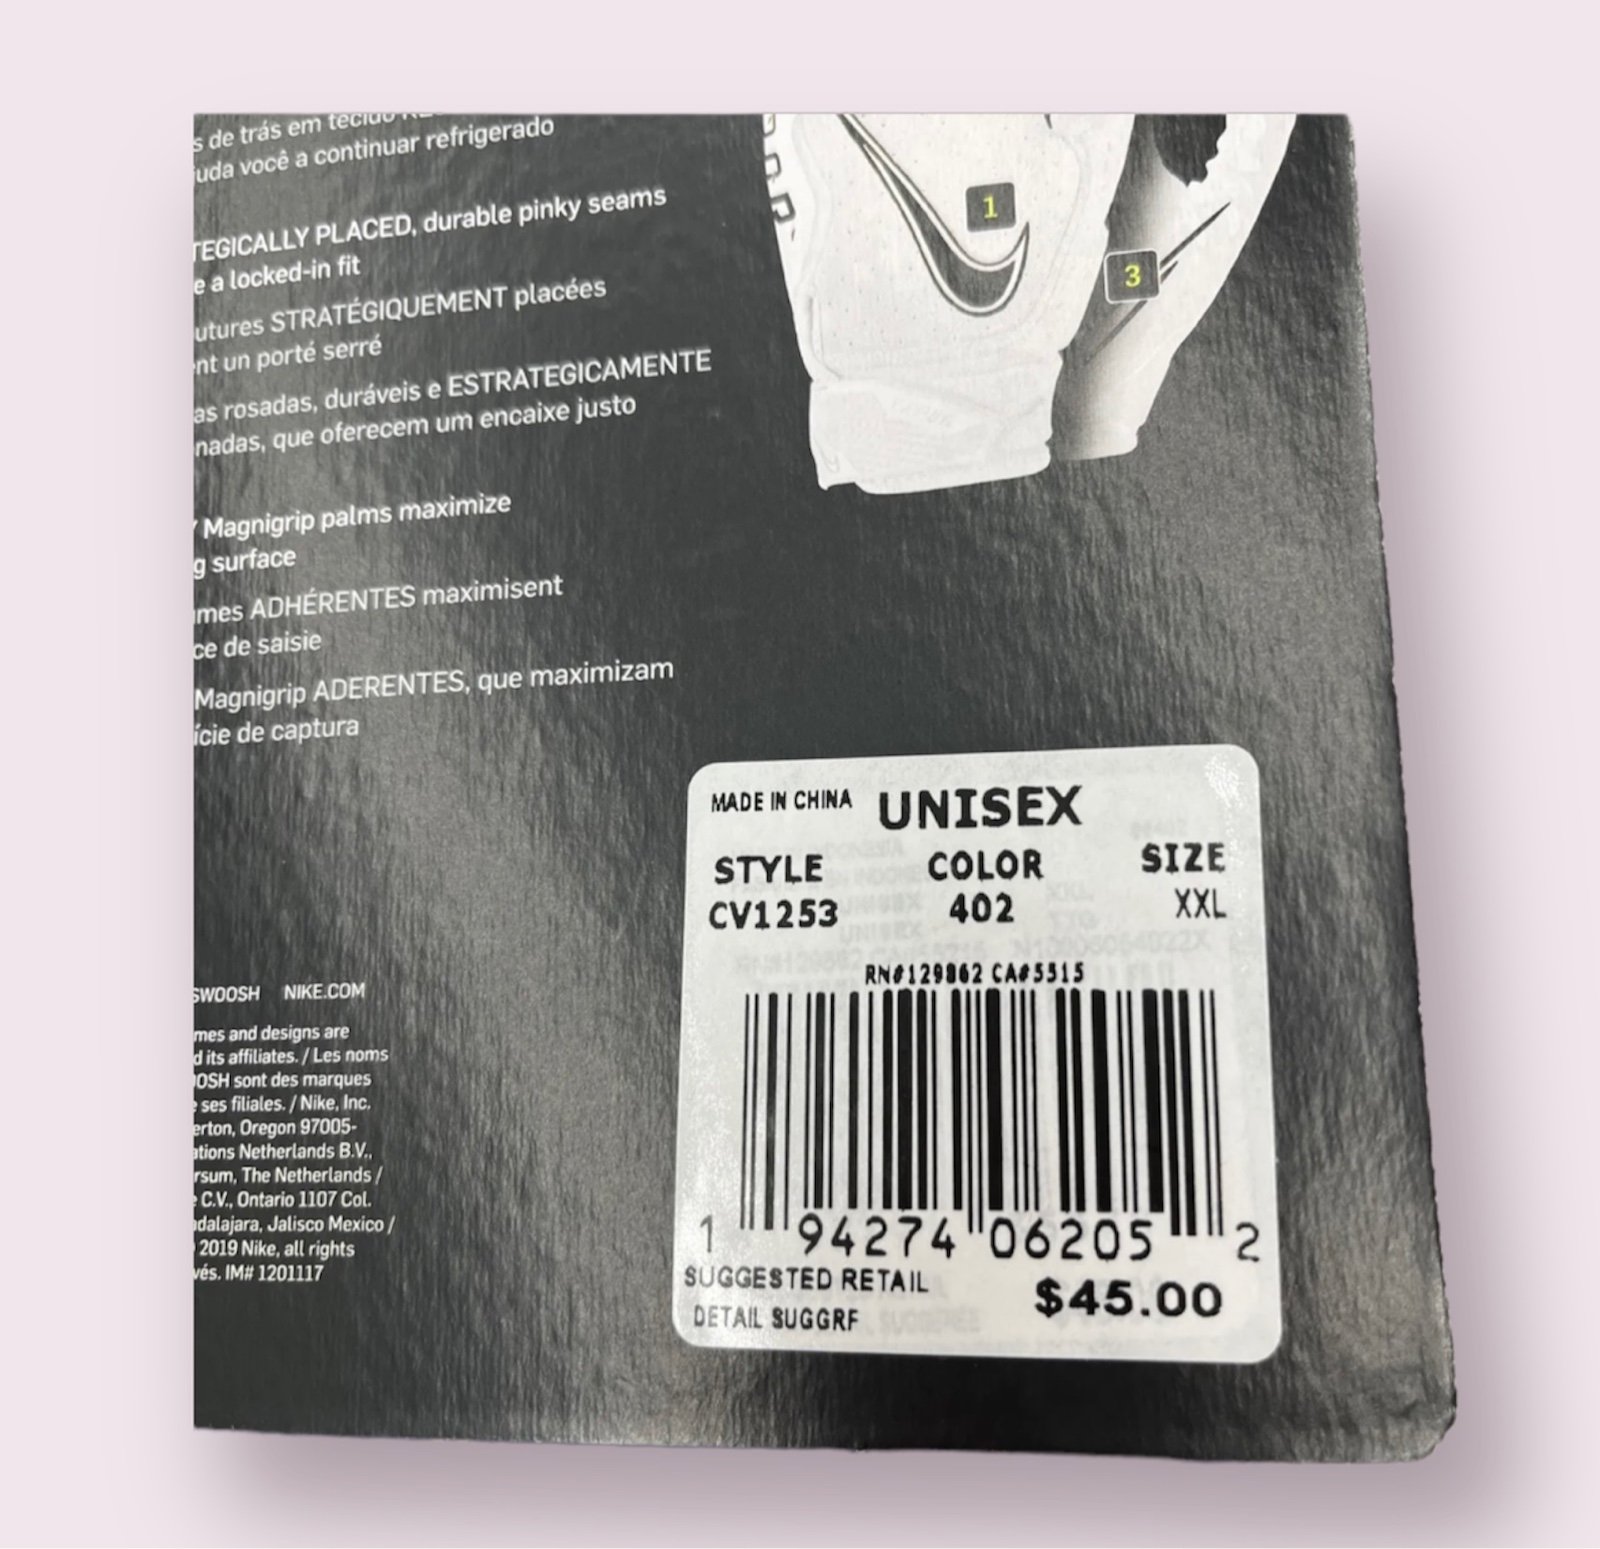 s de trás em tecido
uda você a continuar refrigerado
TEGICALLY PLACED, durable pinky seams
e a locked-in fit
utures STRATÉGIQUEMENT placées
nt un porté serré
as rosadas, duráveis e ESTRATEGICAMENTE
nadas, que oferecem um encaixe justo
Y Magnigrip palms maximize
g surface
mes ADHÉRENTES maximisent
ce de saisie
Magnigrip ADERENTES, que maximizam
ície de captura
1
3
SWOOSH NIKE.COM
mes and designs are
d its affiliates. / Les noms
OOSH sont des marques
e ses filiales. / Nike, Inc.
erton, Oregon 97005-
ations Netherlands B.V.,
rsum, The Netherlands /
e C.V., Ontario 1107 Col.
adalajara, Jalisco Mexico /
2019 Nike, all rights
vés. IM# 1201117
MADE IN CHINA UNISEX
STYLE COLOR SIZE
CV1253 402 XXL
RN#129862 CA#5515
1 94274 06205 2
SUGGESTED RETAIL $45.00
DETAIL SUGGRF